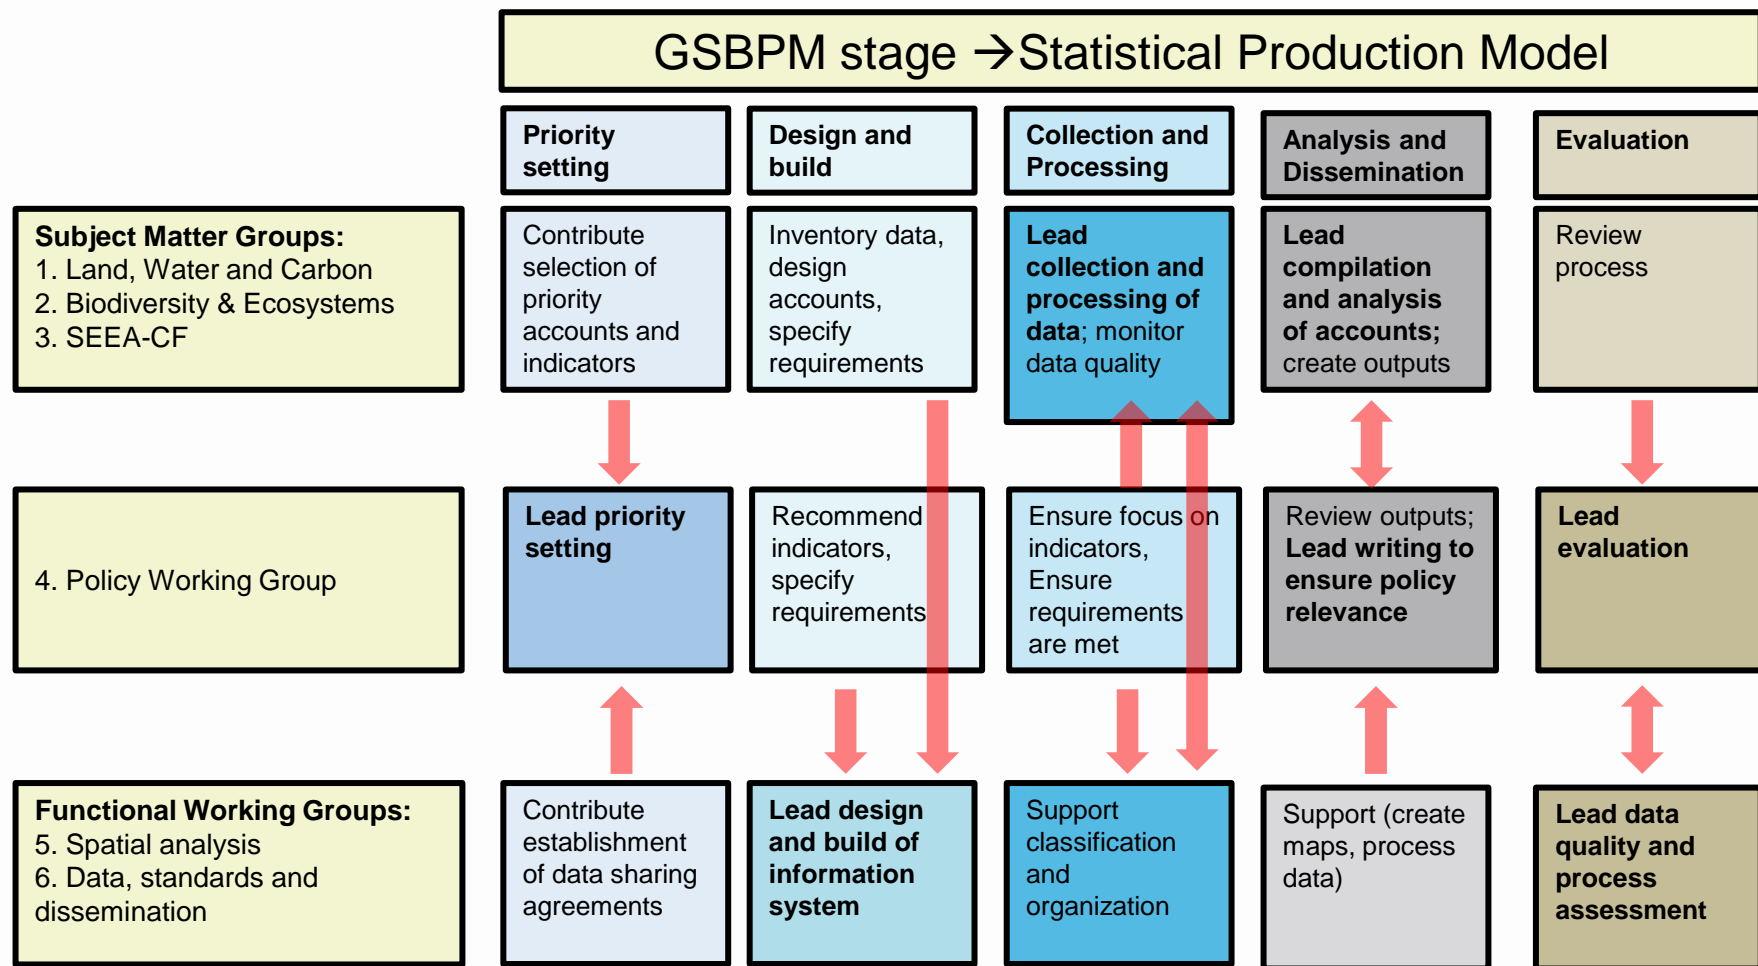 GSBPM stage →Statistical Production Model
Priority
setting
Design and
build
Collection and
Processing
Analysis and
Dissemination
Evaluation
Subject Matter Groups:
1. Land, Water and Carbon
2. Biodiversity & Ecosystems
3. SEEA-CF
Contribute
selection of
priority
accounts and
indicators
Inventory data,
design
accounts,
specify
requirements
Lead
collection and
processing of
data; monitor
data quality
Lead
compilation
and analysis
of accounts;
create outputs
Review
process
4. Policy Working Group
Lead priority
setting
Recommend
indicators,
specify
requirements
Ensure focus on
indicators,
Ensure
requirements
are met
Review outputs;
Lead writing to
ensure policy
relevance
Lead
evaluation
Functional Working Groups:
5. Spatial analysis
6. Data, standards and
dissemination
Contribute
establishment
of data sharing
agreements
Lead design
and build of
information
system
Support
classification
and
organization
Support (create
maps, process
data)
Lead data
quality and
process
assessment